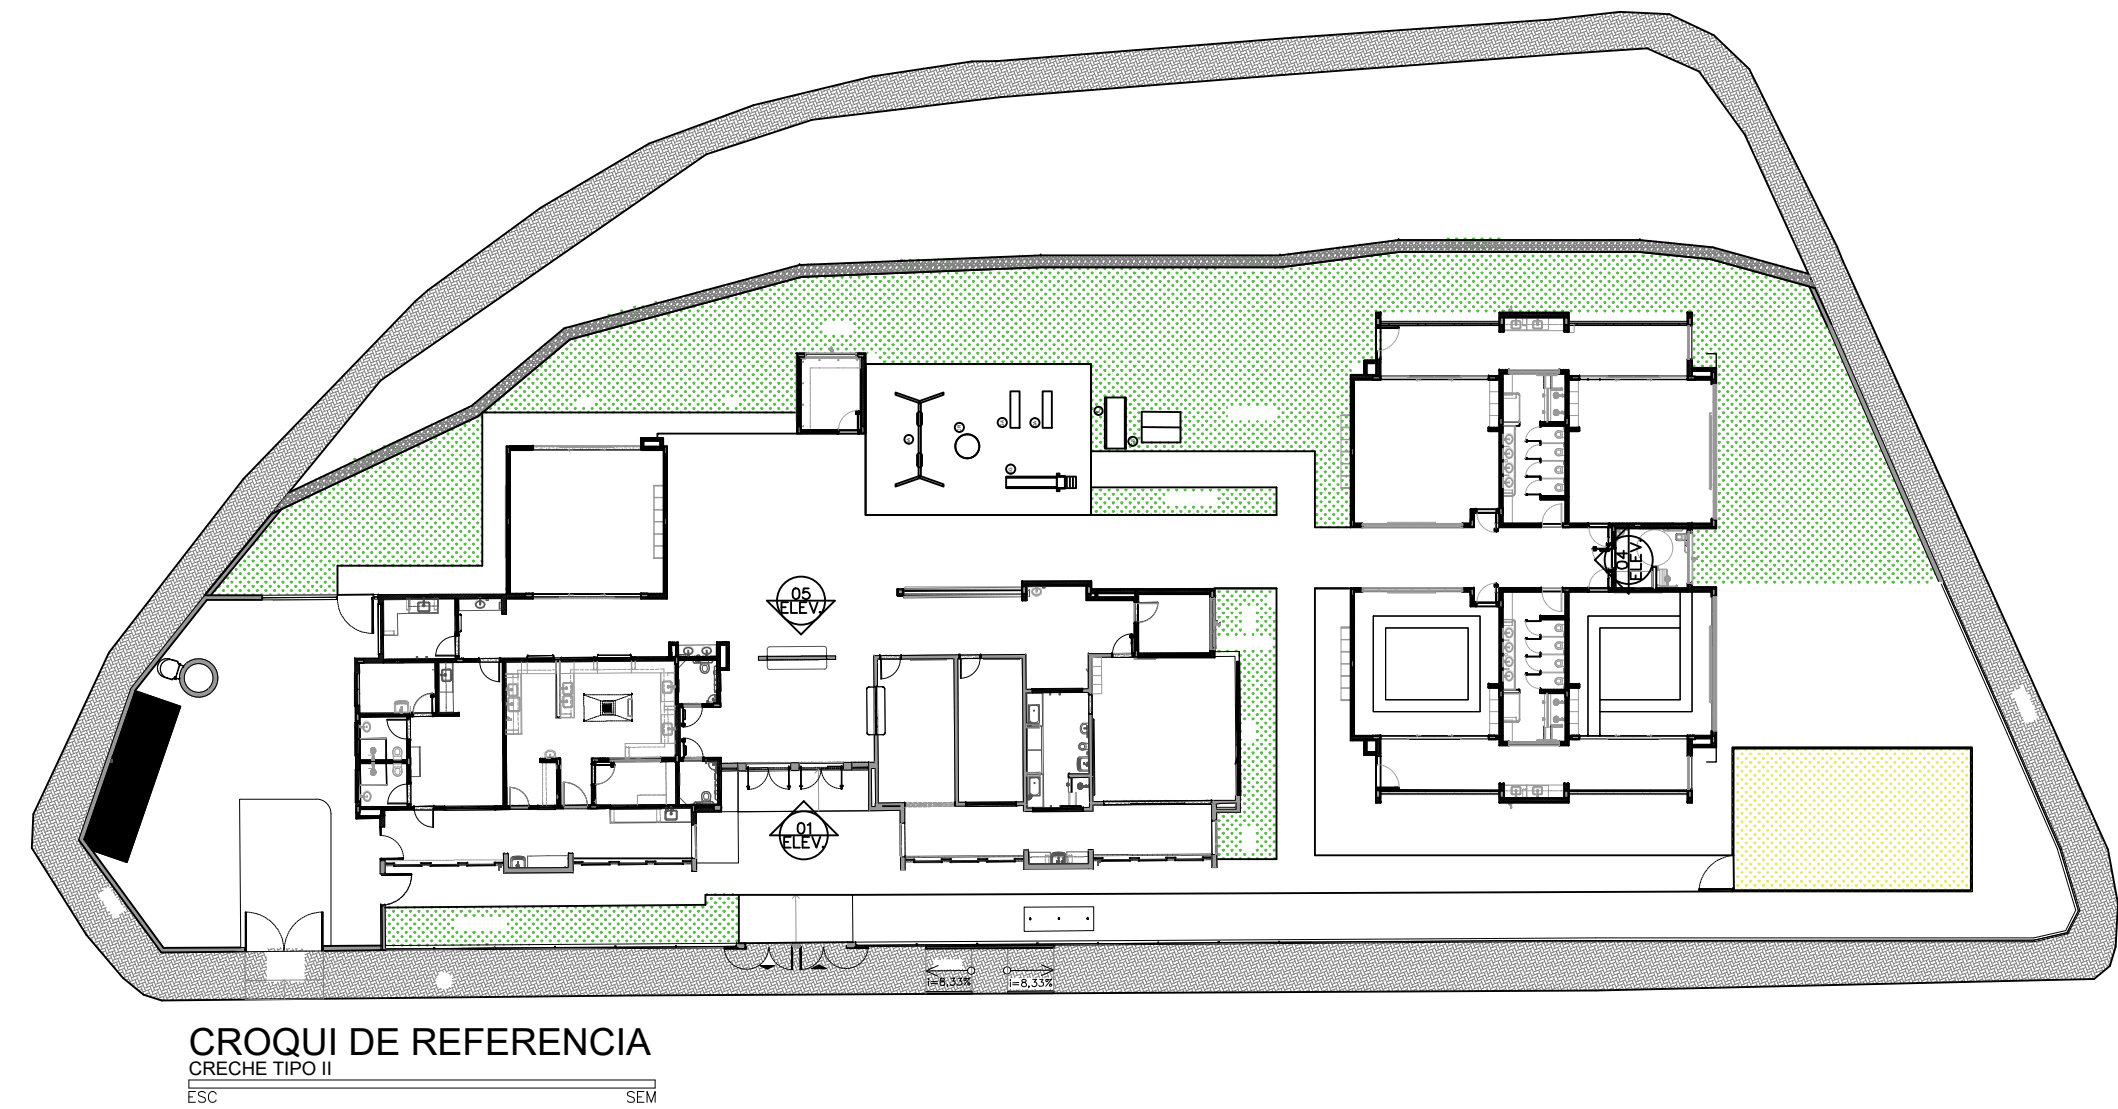 04
ELEV.
05
ELEV.
01
ELEV.
i=8,33%
i=8,33%
CROQUI DE REFERENCIA
CRECHE TIPO II
ESC
SEM